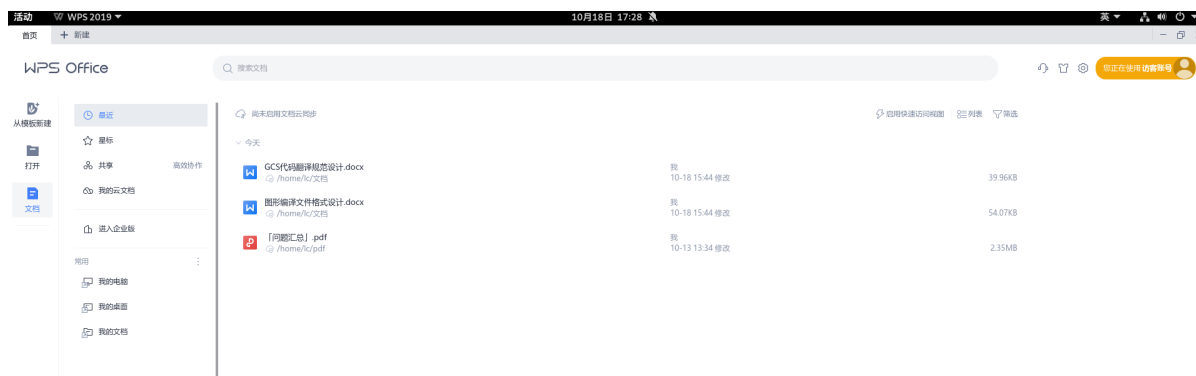 活动 WPS 2019 10月18日 17:28 英
首页 + 新建
WPS Office 搜索文档 您正在使用访客账号
从模板新建 最近 尚未启用文档云同步 启用快速访问视图 列表 筛选
星标 今天
打开 共享 高效协作 GCS代码翻译规范设计.docx 我
/home/lc/文档 10-18 15:44 修改 39.96KB
文档 我的云文档 图形编译文件格式设计.docx 我
/home/lc/文档 10-18 15:44 修改 54.07KB
进入企业版 「问题汇总」.pdf 我
/home/lc/pdf 10-13 13:34 修改 2.35MB
常用
我的电脑
我的桌面
我的文档